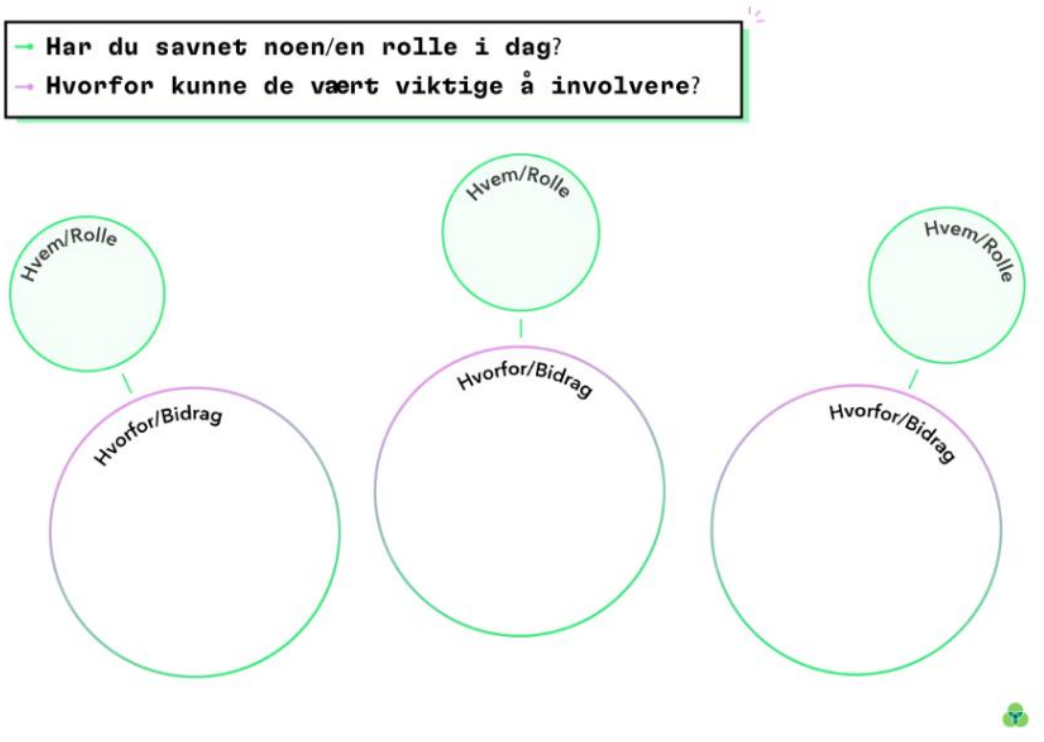 Har du savnet noen/en rolle i dag?
Hvorfor kunne de vært viktige å involvere?
Hvem/Rolle
Hvorfor/Bidrag
Hvem/Rolle
Hvorfor/Bidrag
Hvem/Rolle
Hvorfor/Bidrag